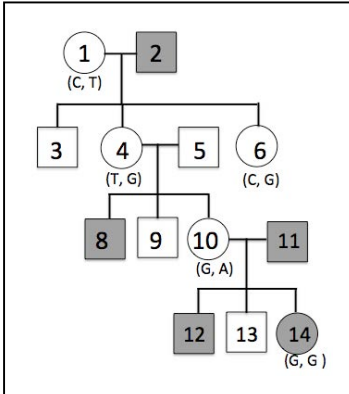 1 2
(C, T)
3 4 5 6
(T, G) (C, G)
8 9 10 11
(G, A)
12 13 14
(G, G )